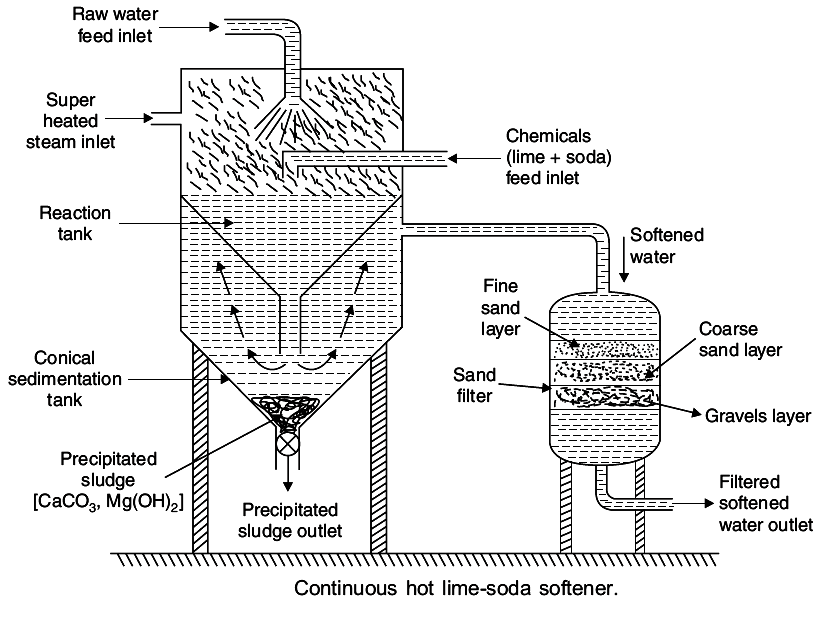 Raw water
feed inlet
Super
heated
steam inlet
Chemicals
(lime + soda)
feed inlet
Reaction
tank
Softened
water
Fine
sand
layer
Coarse
sand layer
Conical
sedimentation
tank
Sand
filter
Gravels layer
Precipitated
sludge
[CaCO₃, Mg(OH)₂]
Precipitated
sludge outlet
Filtered
softened
water outlet
Continuous hot lime-soda softener.